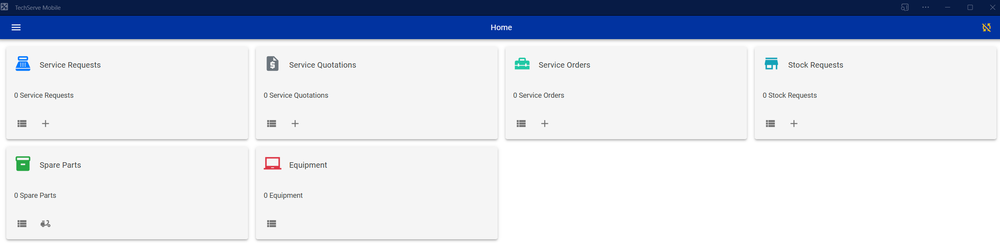 TechServe Mobile
Home
Service Requests
0 Service Requests
Service Quotations
0 Service Quotations
Service Orders
0 Service Orders
Stock Requests
0 Stock Requests
Spare Parts
0 Spare Parts
Equipment
0 Equipment